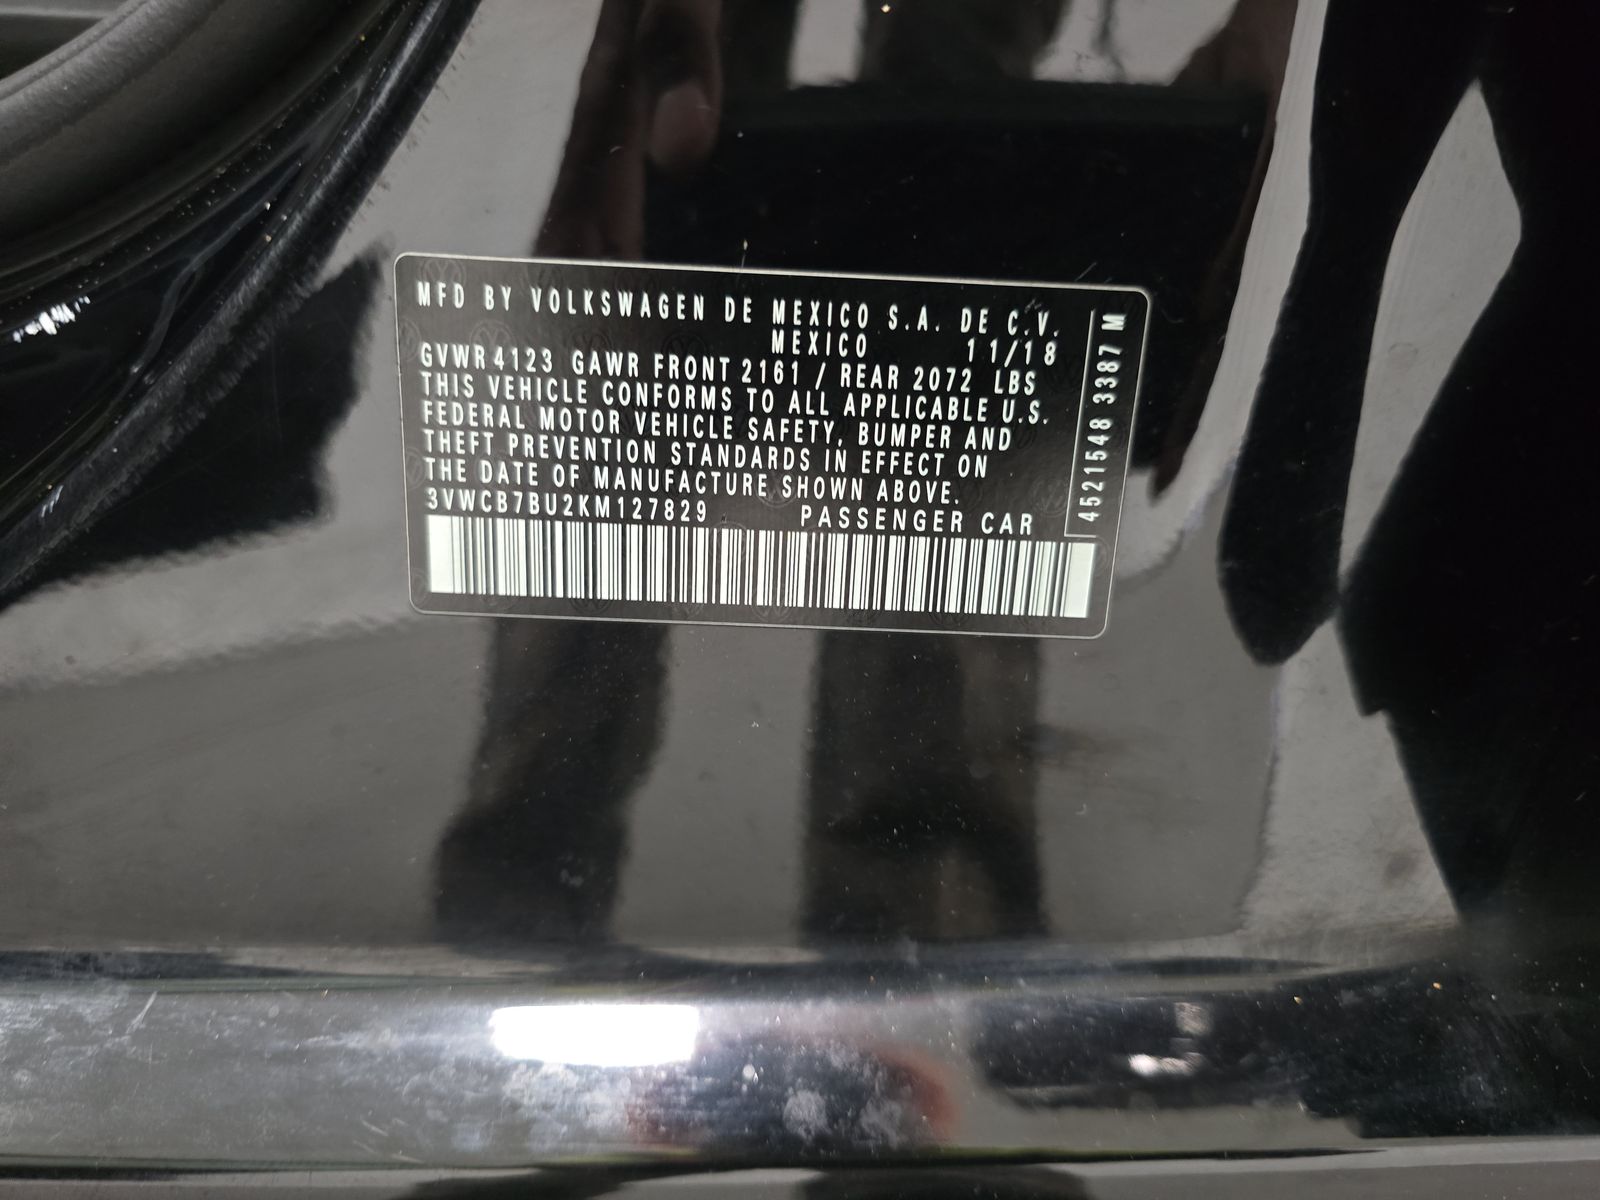 MFD BY VOLKSWAGEN DE MEXICO S.A. DE C.V.
MEXICO 11/18
GVWR 4123 GAWR FRONT 2161 / REAR 2072 LBS
THIS VEHICLE CONFORMS TO ALL APPLICABLE U.S.
FEDERAL MOTOR VEHICLE SAFETY, BUMPER AND
THEFT PREVENTION STANDARDS IN EFFECT ON
THE DATE OF MANUFACTURE SHOWN ABOVE.
3VWCB7BU2KM127829 PASSENGER CAR
4521548 3387 M